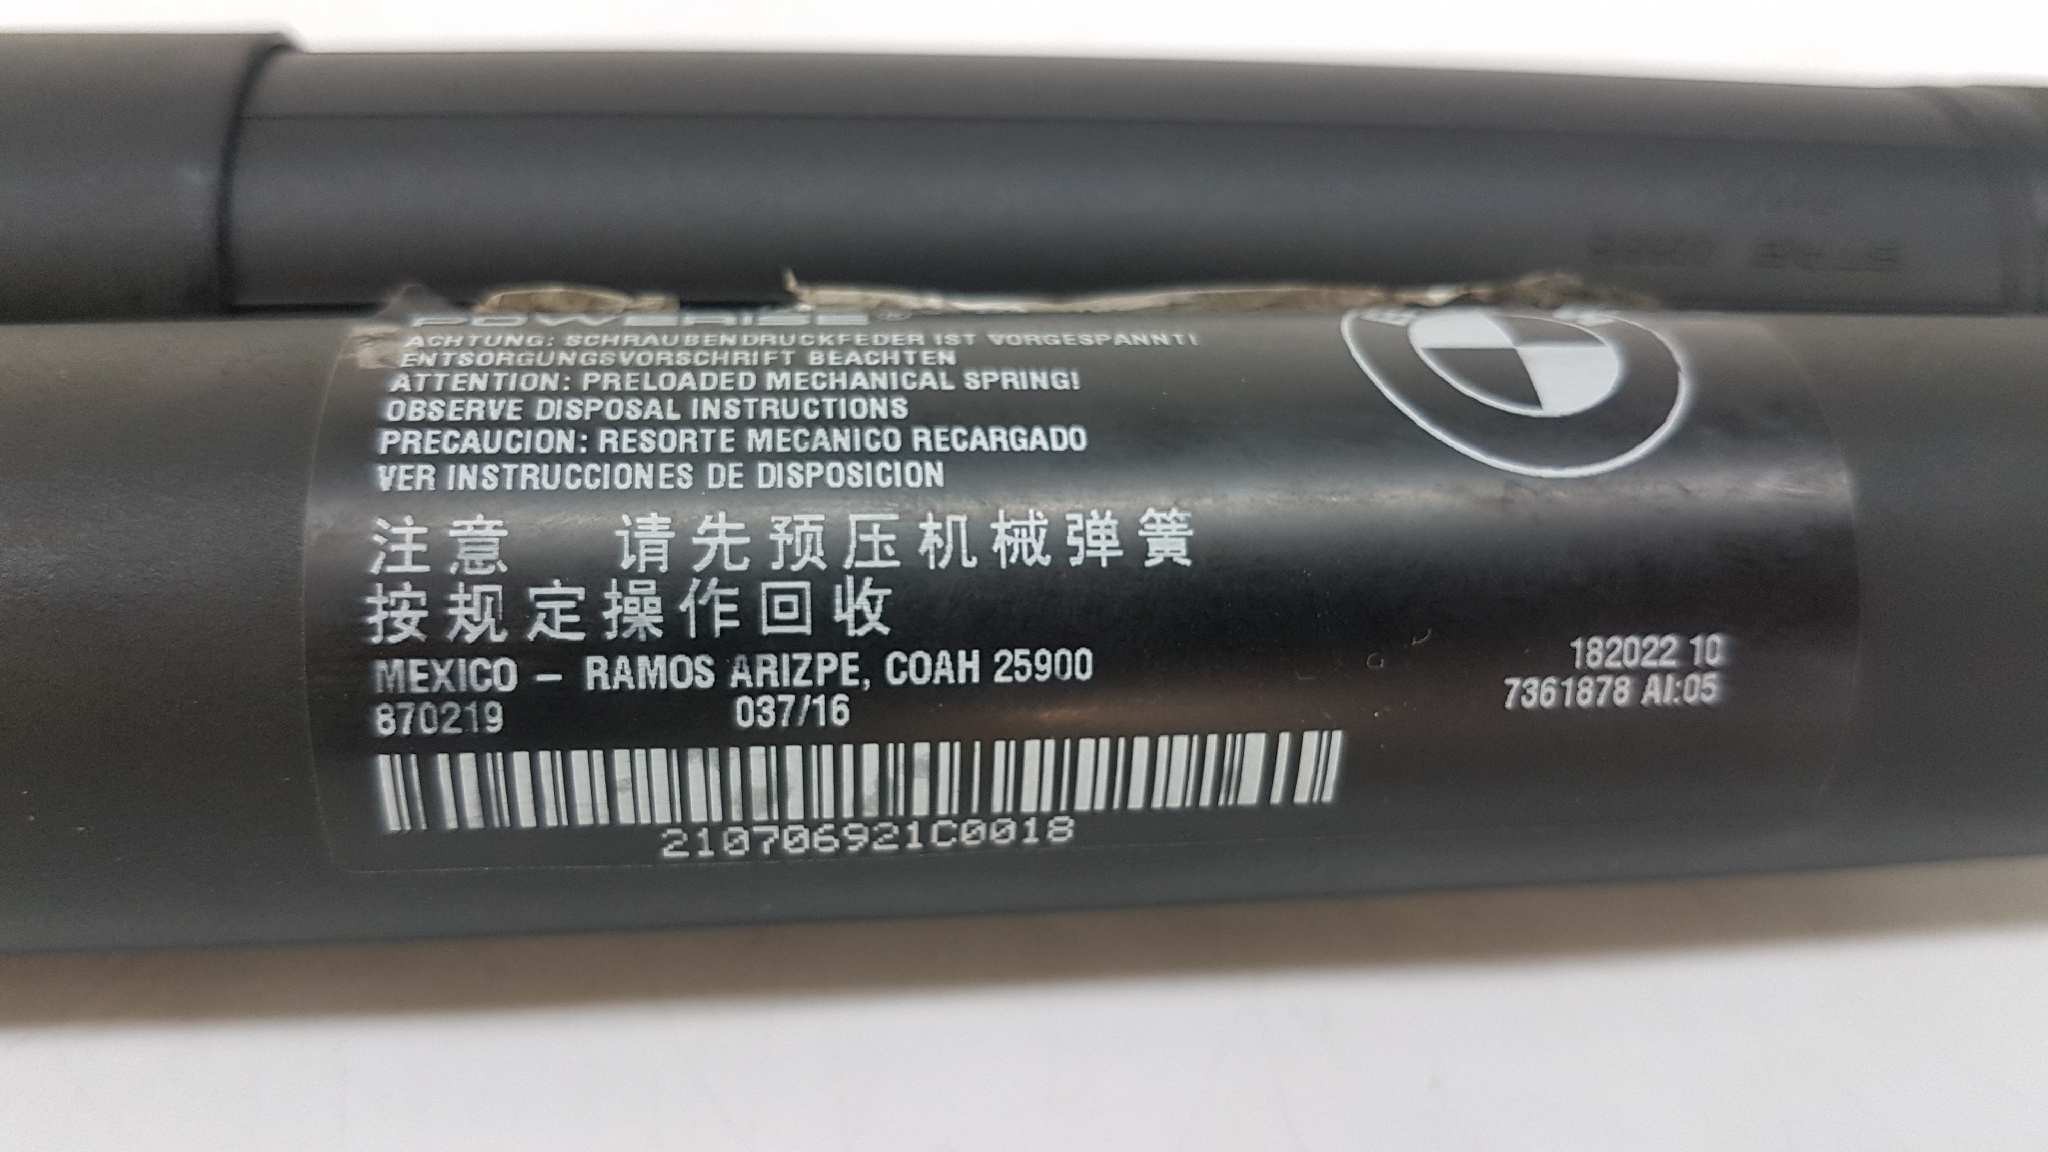 POWERISE®
ACHTUNG: SCHRAUBENDRUCKFEDER IST VORGESPANNT!
ENTSORGUNGSVORSCHRIFT BEACHTEN
ATTENTION: PRELOADED MECHANICAL SPRING!
OBSERVE DISPOSAL INSTRUCTIONS
PRECAUCION: RESORTE MECANICO RECARGADO
VER INSTRUCCIONES DE DISPOSICION
注意 请先预压机械弹簧
按规定操作回收
MEXICO – RAMOS ARIZPE, COAH 25900
870219 037/16
182022 10
7361878 AI:05
210706921C0018